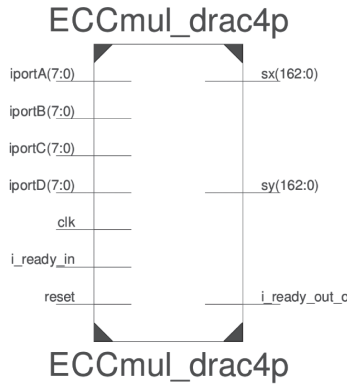 ECCmul_drac4p
iportA(7:0)
sx(162:0)
iportB(7:0)
iportC(7:0)
iportD(7:0)
sy(162:0)
clk
i_ready_in
reset
i_ready_out_c
ECCmul_drac4p